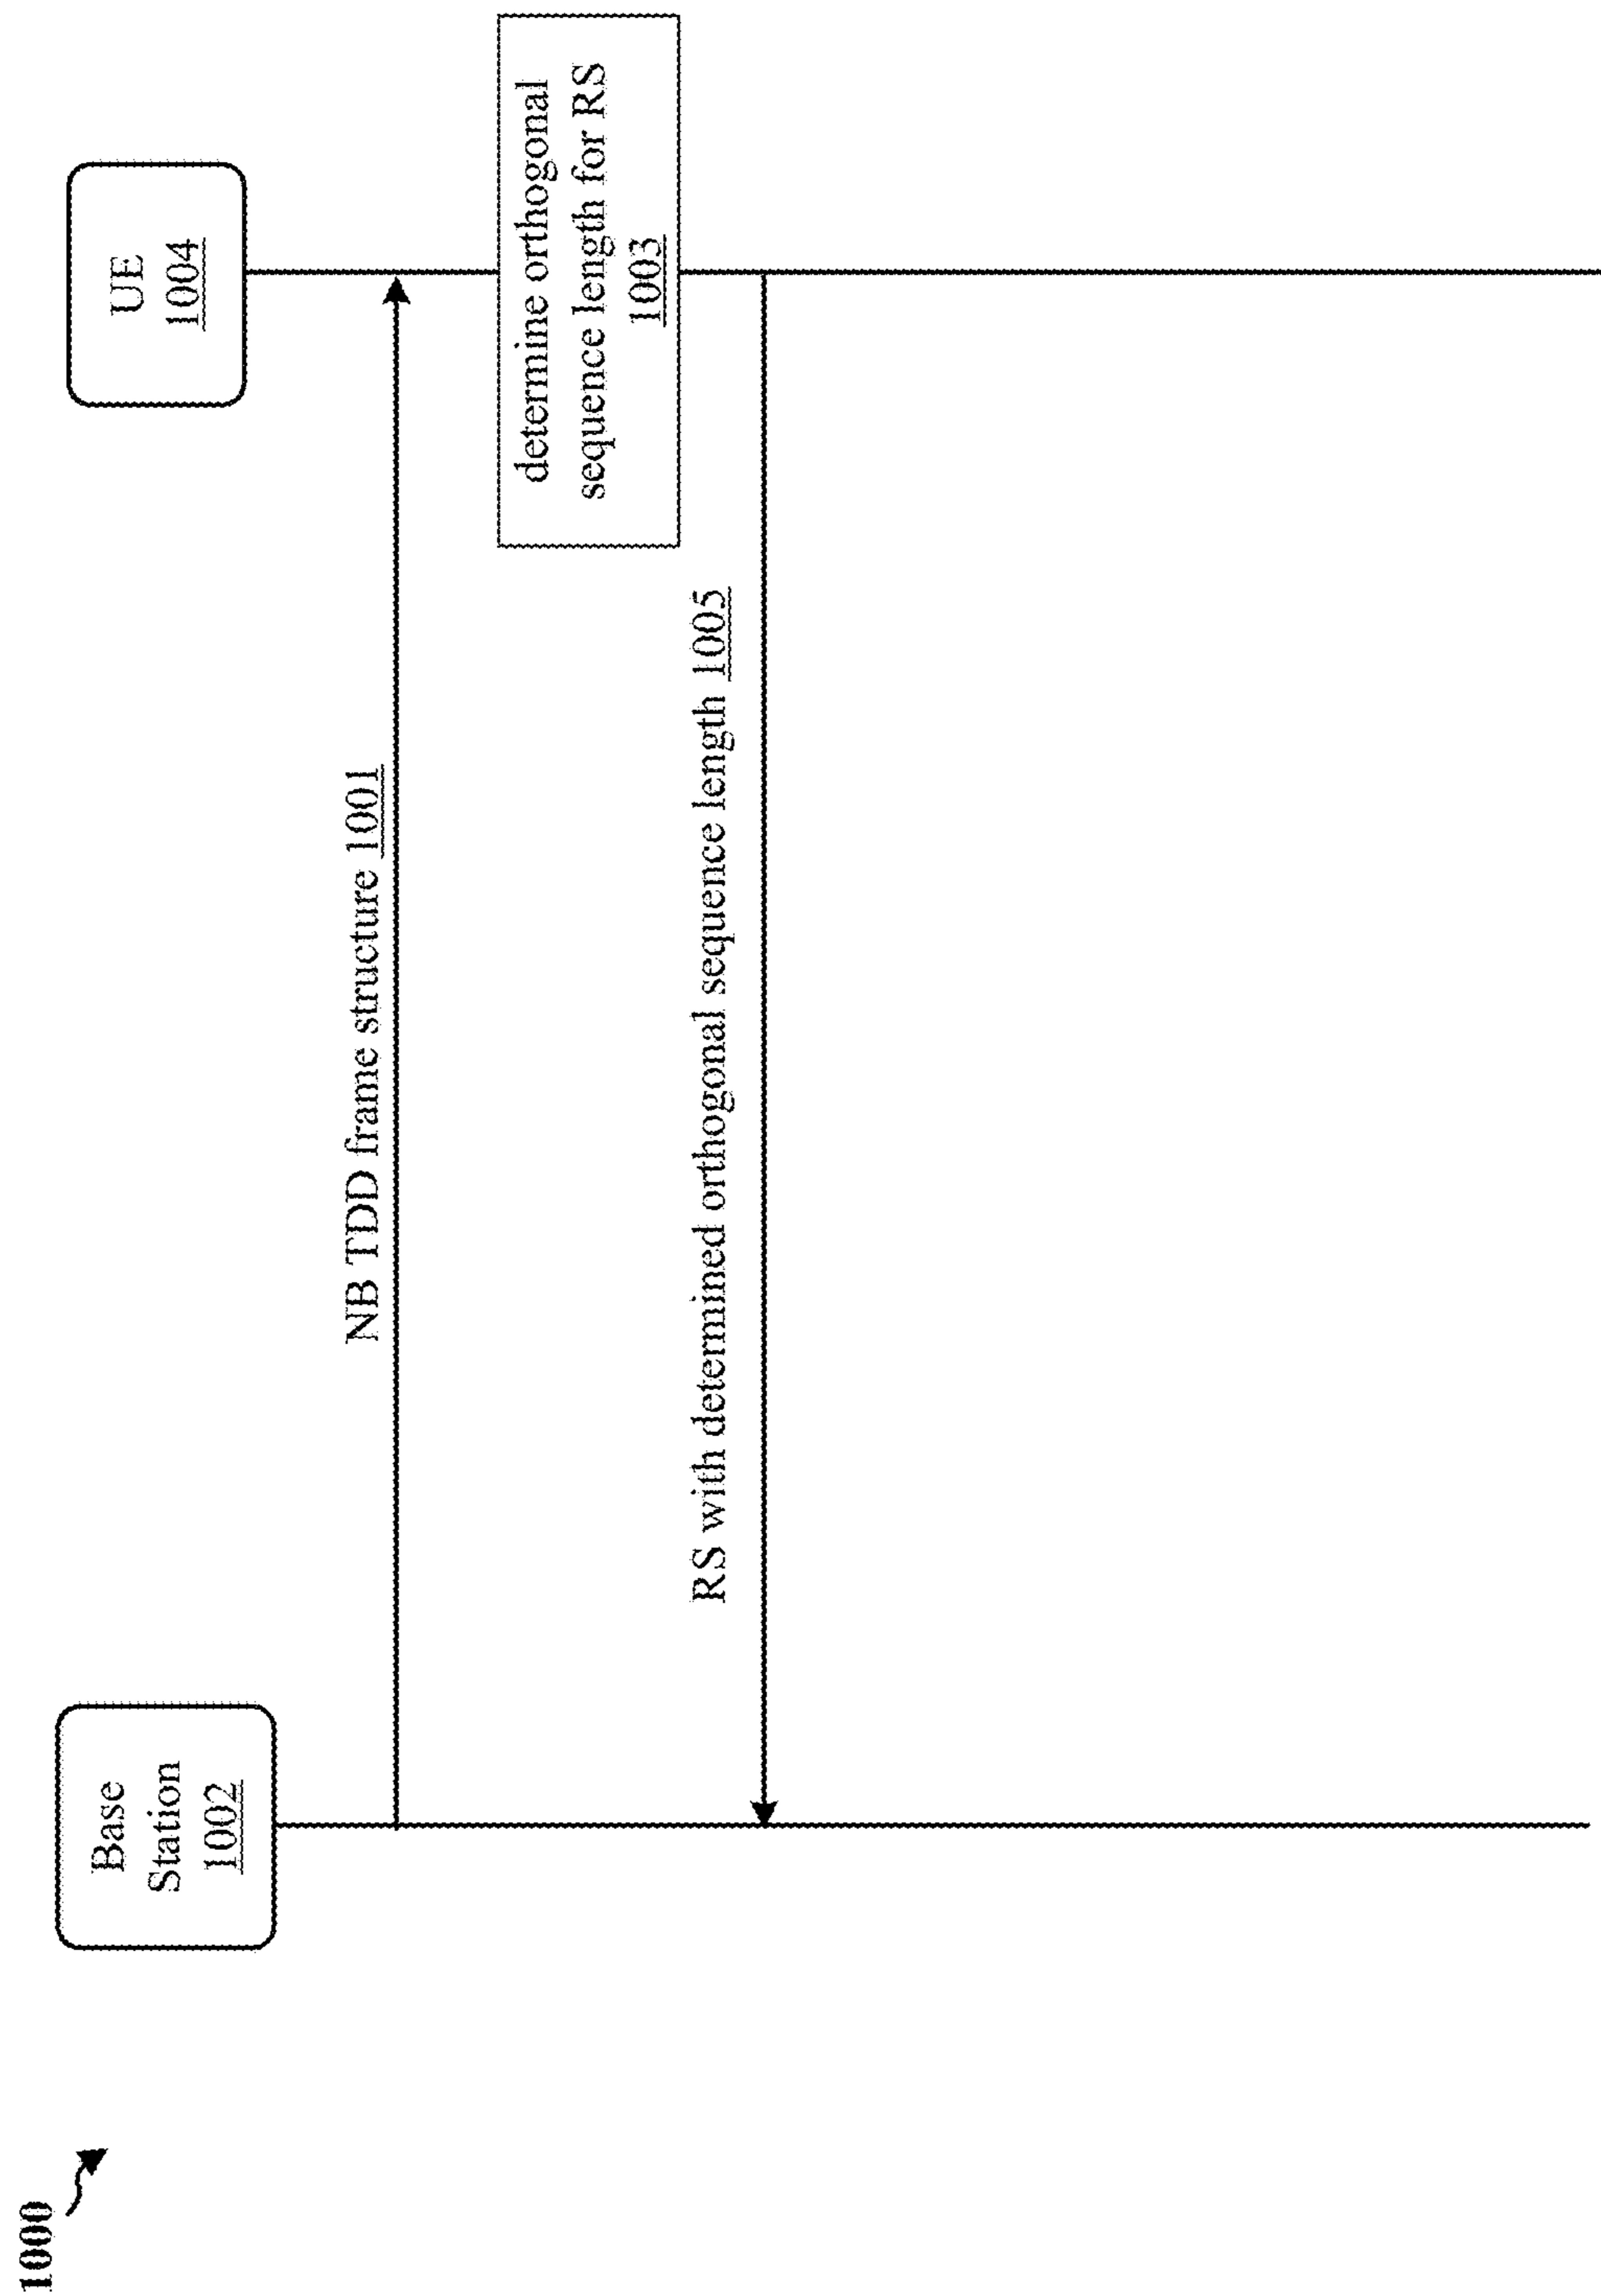 1000
Base
Station
1002
UE
1004
NB TDD frame structure 1001
determine orthogonal
sequence length for RS
1003
RS with determined orthogonal sequence length 1005